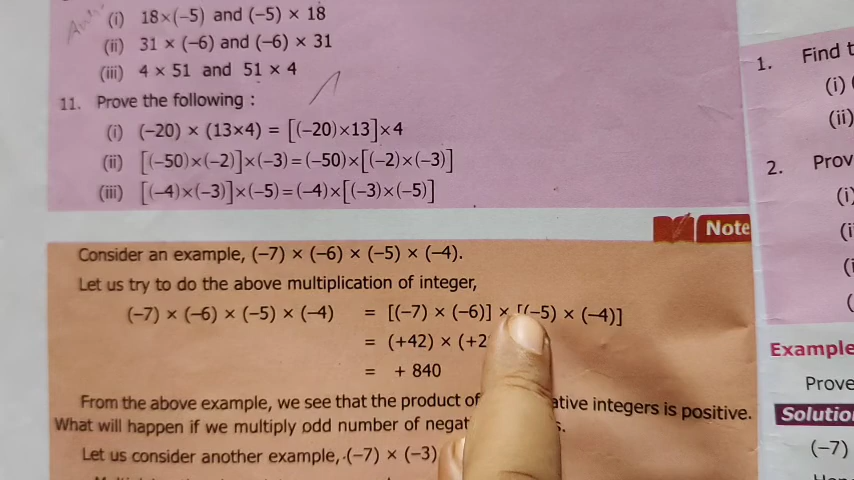 (i) 18×(−5) and (−5) × 18
(ii) 31 × (−6) and (−6) × 31
(iii) 4 × 51 and 51 × 4
11. Prove the following :
(i) (−20) × (13×4) = [(−20)×13]×4
(ii) [(−50)×(−2)]×(−3)=(−50)×[(−2)×(−3)]
(iii) [(−4)×(−3)]×(−5)=(−4)×[(−3)×(−5)]
Note
Consider an example, (−7) × (−6) × (−5) × (−4).
Let us try to do the above multiplication of integer,
(−7) × (−6) × (−5) × (−4) = [(−7) × (−6)] × [(−5) × (−4)]
= (+42) × (+2
= + 840
From the above example, we see that the product of ative integers is positive.
What will happen if we multiply odd number of negat s.
Let us consider another example, (−7) × (−3)
1. Find t
(i) (
(ii)
2. Prov
(i)
(i
(i
(
Example
Prove
Solutio
(−7)